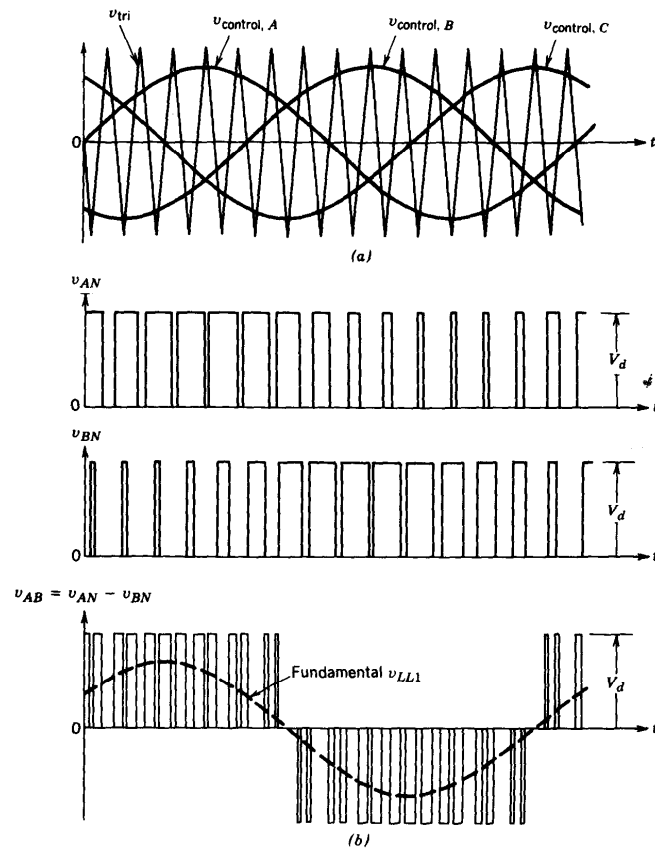 v_tri v_control, A v_control, B v_control, C
0 t
(a)
v_AN
V_d
0 t
v_BN
V_d
0 t
v_AB = v_AN − v_BN
Fundamental v_LL1
V_d
0 t
(b)